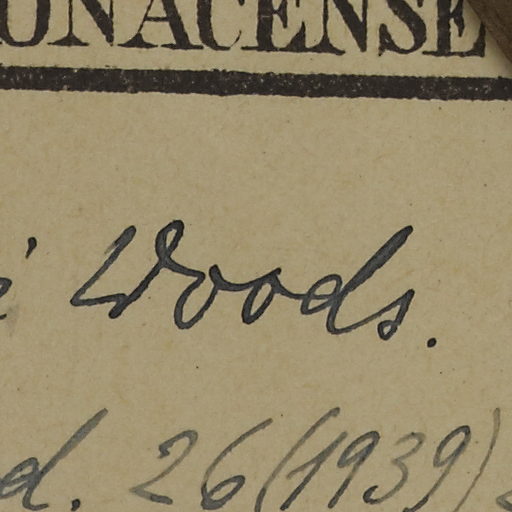 ONACENSE
i Woods.
d. 26 (1939)